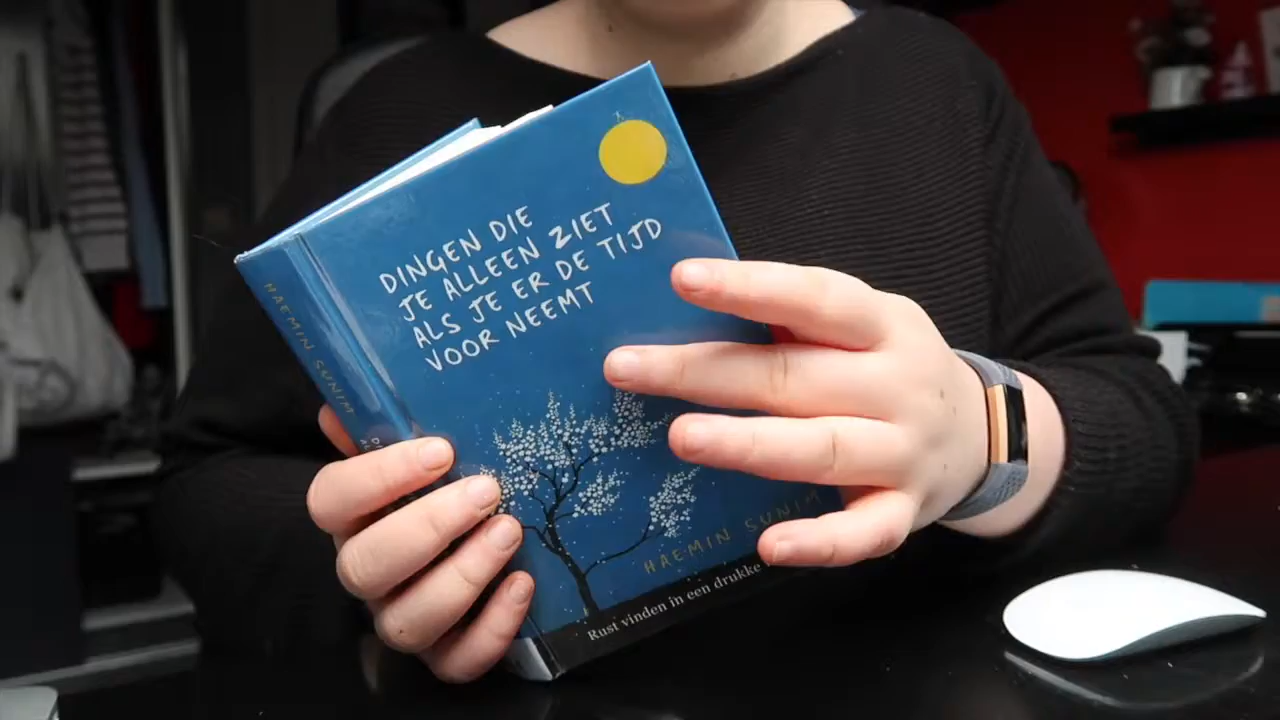 DINGEN DIE
JE ALLEEN ZIET
ALS JE ER DE TIJD
VOOR NEEMT
HAEMIN SUNIM
Rust vinden in een drukke
HAEMIN SUNIM